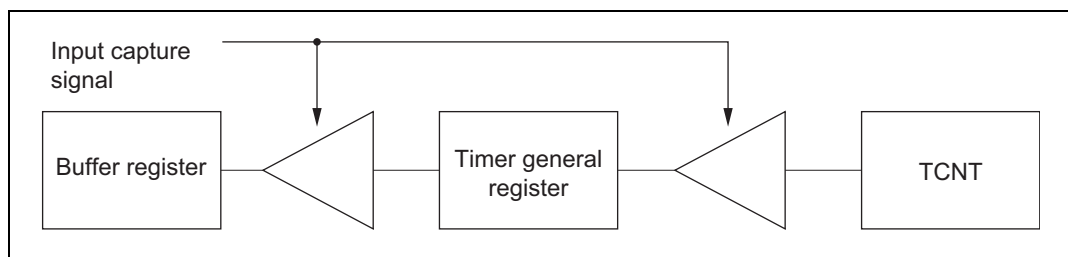 Input capture
signal
Buffer register
Timer general
register
TCNT